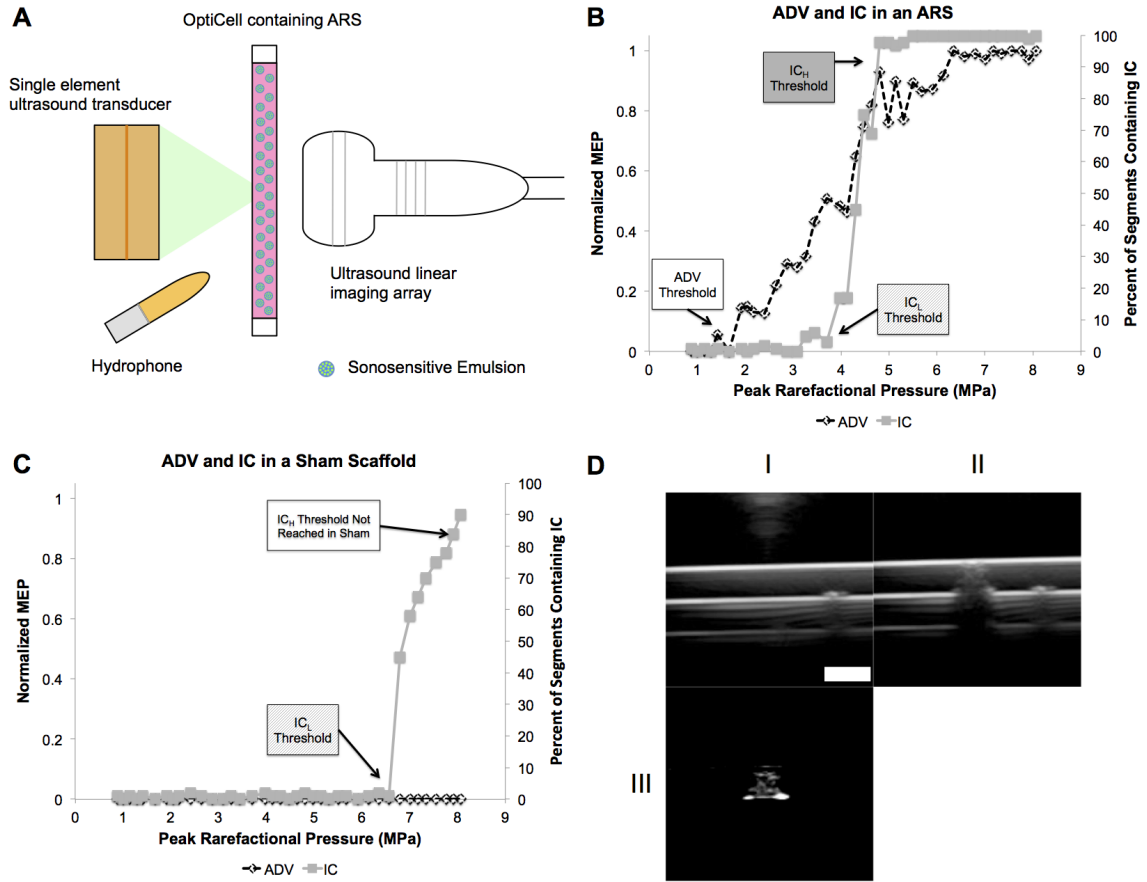 A
OptiCell containing ARS
Single element
ultrasound transducer
Ultrasound linear
imaging array
Hydrophone
Sonosensitive Emulsion
B
ADV and IC in an ARS
Normalized MEP
1
0.8
0.6
0.4
0.2
0
100
90
80
70
60
50
40
30
20
10
0
Percent of Segments Containing IC
ICH
Threshold
ADV
Threshold
ICL
Threshold
0 1 2 3 4 5 6 7 8 9
Peak Rarefactional Pressure (MPa)
ADV IC
C
ADV and IC in a Sham Scaffold
Normalized MEP
1
0.8
0.6
0.4
0.2
0
100
90
80
70
60
50
40
30
20
10
0
Percent of Segments Containing IC
ICH Threshold Not
Reached in Sham
ICL
Threshold
0 1 2 3 4 5 6 7 8 9
Peak Rarefactional Pressure (MPa)
ADV IC
D
I II
III